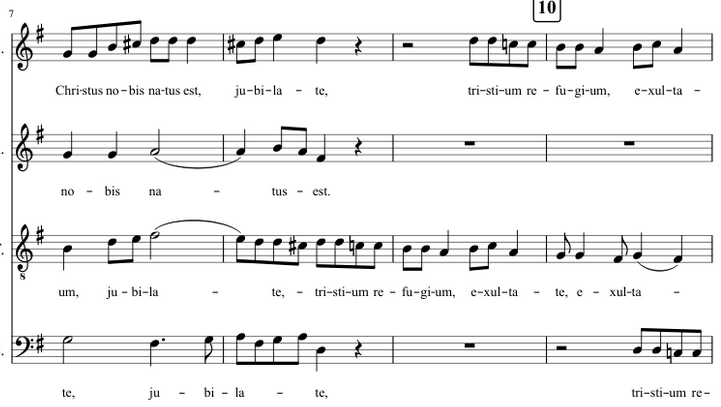 7
10
Chri-stus no-bis na-tus est, ju-bi-la-te, tri-sti-um re-fu-gi-um, e-xul-ta-
no-bis na-tus-est.
8
um, ju-bi-la-te,-tri-sti-um re-fu-gi-um, e-xul-ta-te, e-xul-ta-
te, ju-bi-la-te, tri-sti-um re-